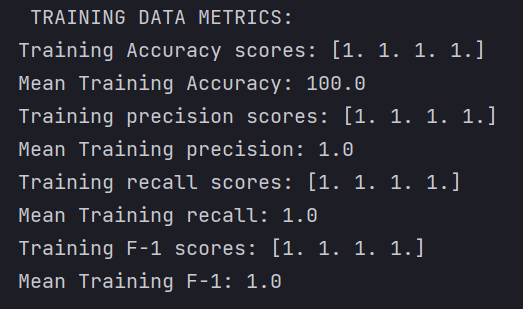 TRAINING DATA METRICS:
Training Accuracy scores: [1. 1. 1. 1.]
Mean Training Accuracy: 100.0
Training precision scores: [1. 1. 1. 1.]
Mean Training precision: 1.0
Training recall scores: [1. 1. 1. 1.]
Mean Training recall: 1.0
Training F-1 scores: [1. 1. 1. 1.]
Mean Training F-1: 1.0